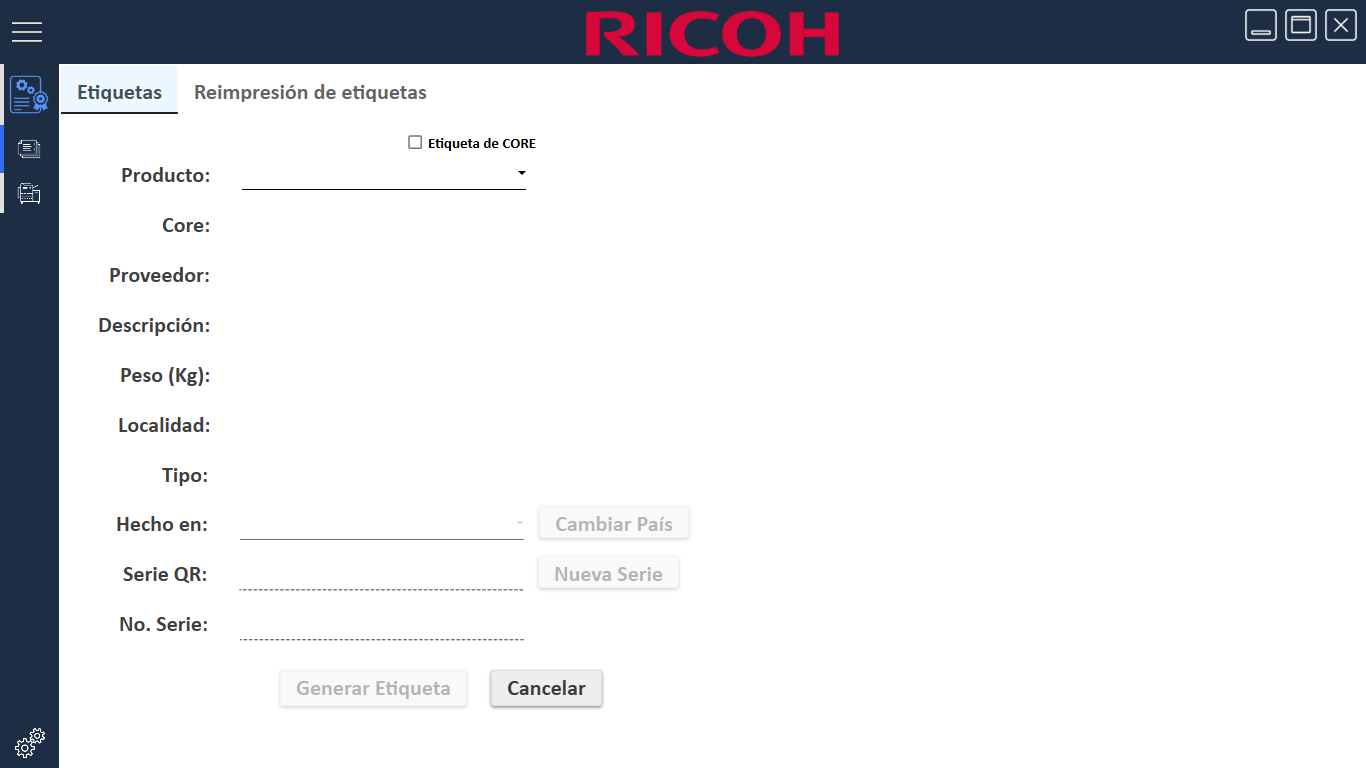 RICOH
Etiquetas
Reimpresión de etiquetas
Etiqueta de CORE
Producto:
Core:
Proveedor:
Descripción:
Peso (Kg):
Localidad:
Tipo:
Hecho en:
Cambiar País
Serie QR:
Nueva Serie
No. Serie:
Generar Etiqueta
Cancelar